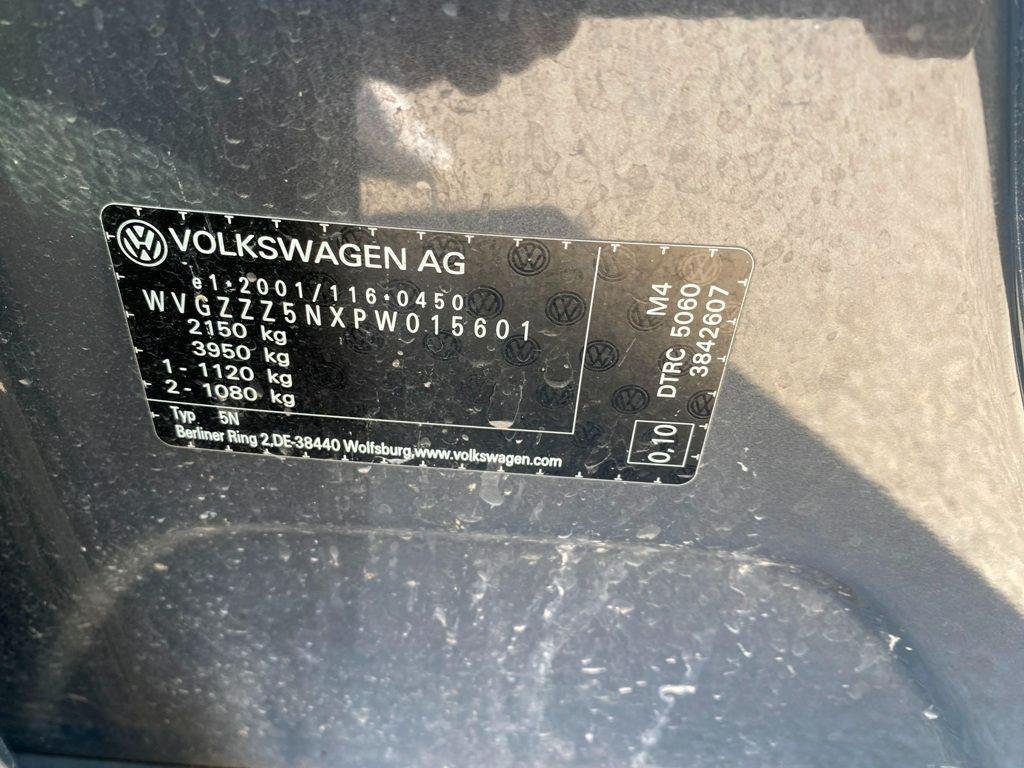 VOLKSWAGEN AG
e1*2001/116*0450
WVGZZZ5NXPW015601
2150 kg
3950 kg
1 - 1120 kg
2 - 1080 kg
Typ 5N
Berliner Ring 2,DE-38440 Wolfsburg,www.volkswagen.com
M4
DTRC 5060
3842607
0,10